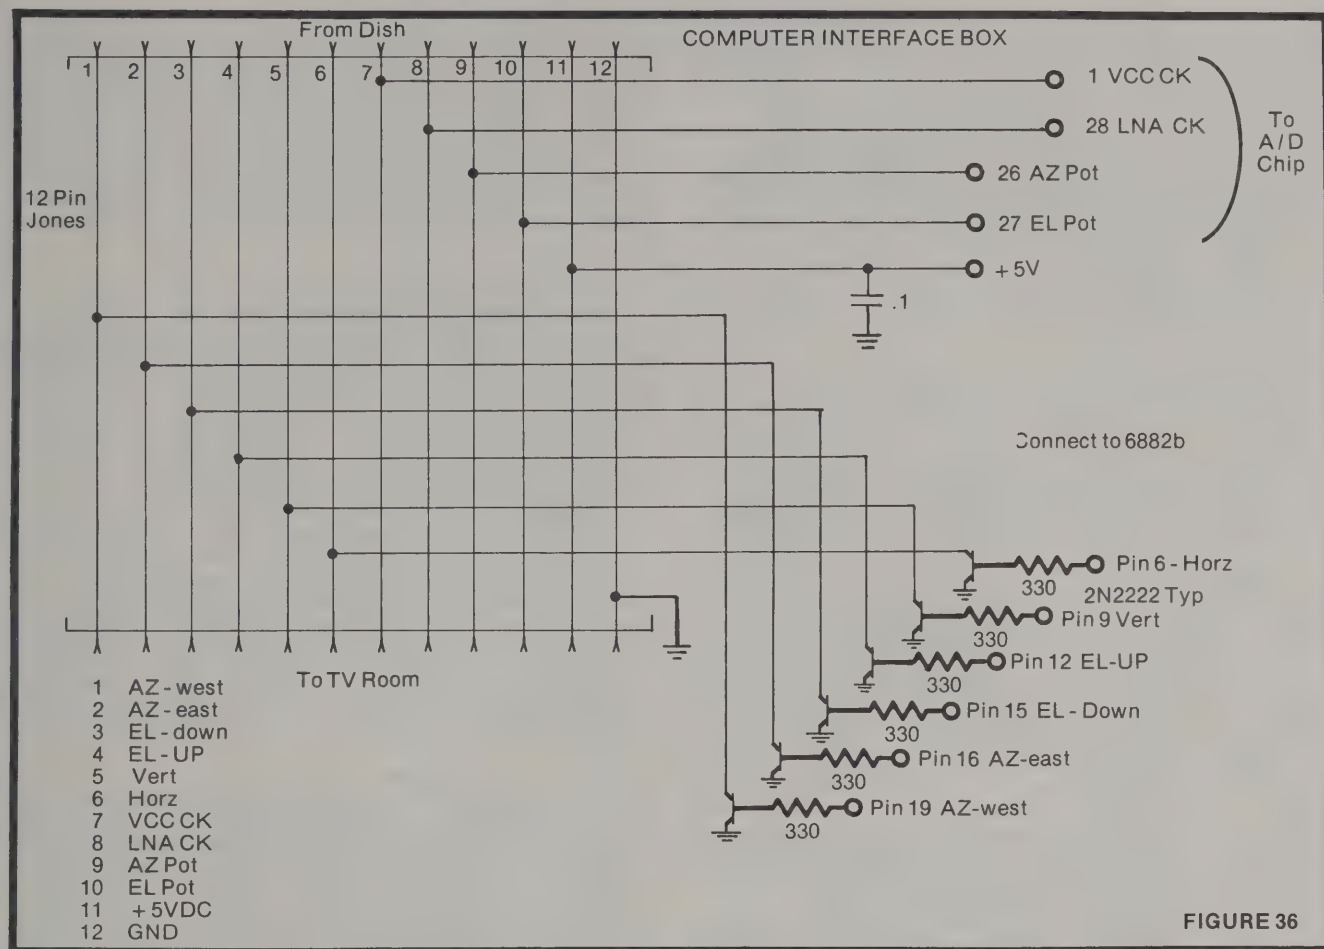 From Dish
COMPUTER INTERFACE BOX
1 2 3 4 5 6 7 8 9 10 11 12
1 VCC CK
28 LNA CK
To
A/D
Chip
26 AZ Pot
12 Pin
Jones
27 EL Pot
+5V
.1
Connect to 6882b
Pin 6 - Horz
330
2N2222 Typ
Pin 9 Vert
330
Pin 12 EL-UP
330
Pin 15 EL - Down
330
Pin 16 AZ-east
330
Pin 19 AZ-west
330
To TV Room
1 AZ - west
2 AZ - east
3 EL - down
4 EL - UP
5 Vert
6 Horz
7 VCC CK
8 LNA CK
9 AZ Pot
10 EL Pot
11 + 5VDC
12 GND
FIGURE 36